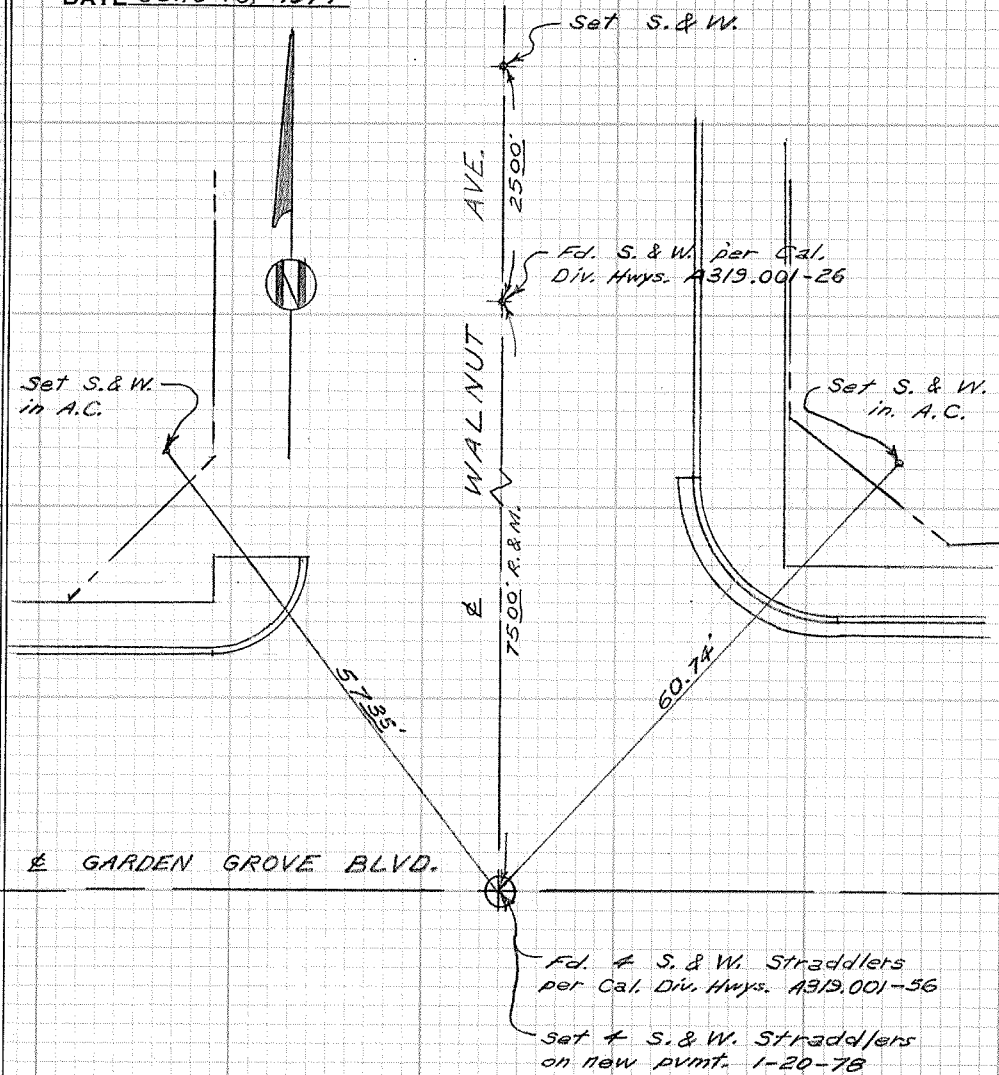 DATE
Set S. & W.
WALNUT AVE.
25.00'
Fd. S. & W. per Cal.
Div. Hwys. A319.001-26
Set S. & W.
in A.C.
Set S. & W.
in A.C.
N
75.00' R. & M.
57.35'
60.74'
℄
℄ GARDEN GROVE BLVD.
Fd. 4 S. & W. Straddlers
per Cal. Div. Hwys. A319.001-56
Set 4 S. & W. Straddlers
on new pvmt. 1-20-78